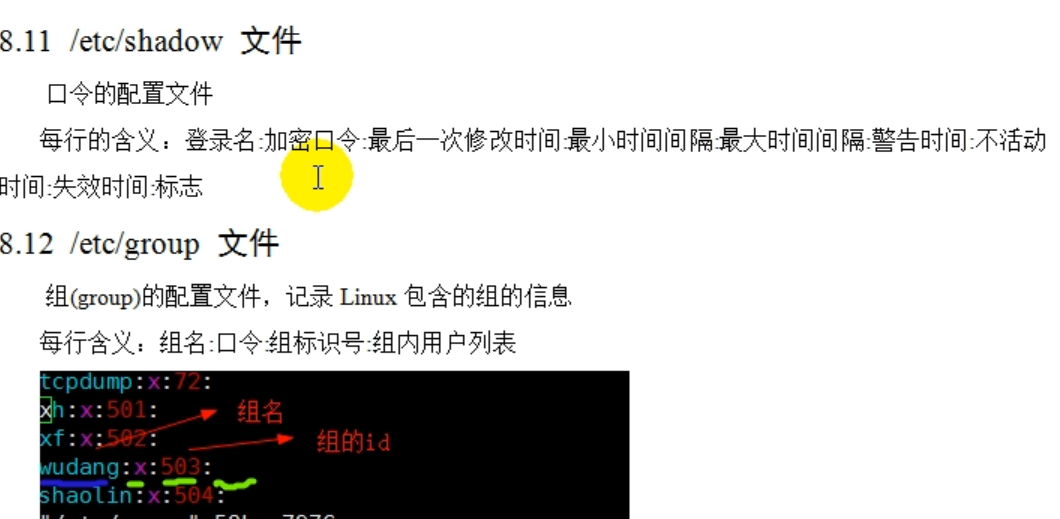 8.11 /etc/shadow 文件
口令的配置文件
每行的含义：登录名:加密口令:最后一次修改时间:最小时间间隔:最大时间间隔:警告时间:不活动
时间:失效时间:标志
8.12 /etc/group 文件
组(group)的配置文件，记录 Linux 包含的组的信息
每行含义：组名:口令:组标识号:组内用户列表
tcpdump:x:72:
xh:x:501:
组名
xf:x:502:
组的id
wudang:x:503:
shaolin:x:504: